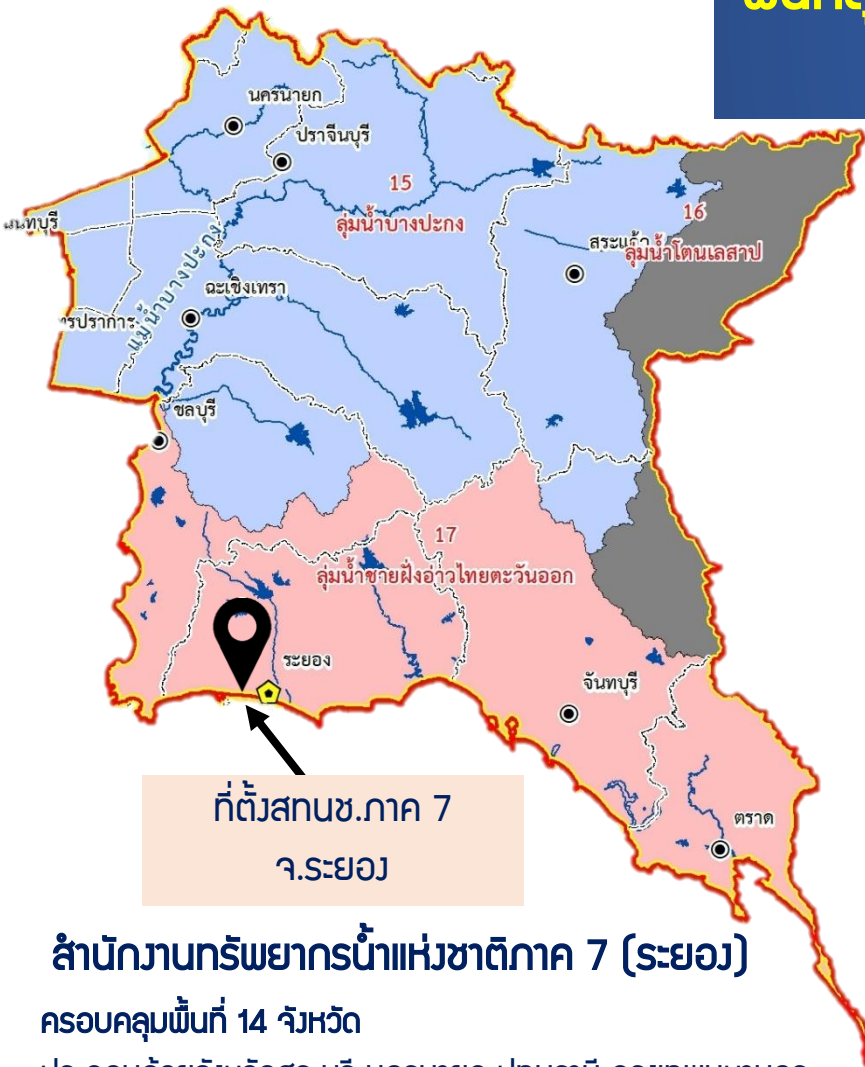 นครนายก
ปราจีนบุรี
15
ลุ่มน้ำบางปะกง
16
สระแก้ว
ลุ่มน้ำโตนเลสาป
แม่น้ำบางปะกง
ฉะเชิงเทรา
ชลบุรี
17
ลุ่มน้ำชายฝั่งอ่าวไทยตะวันออก
ระยอง
จันทบุรี
ตราด
ที่ตั้งสทนช.ภาค 7
จ.ระยอง
สำนักงานทรัพยากรน้ำแห่งชาติภาค 7 (ระยอง)
ครอบคลุมพื้นที่ 14 จังหวัด